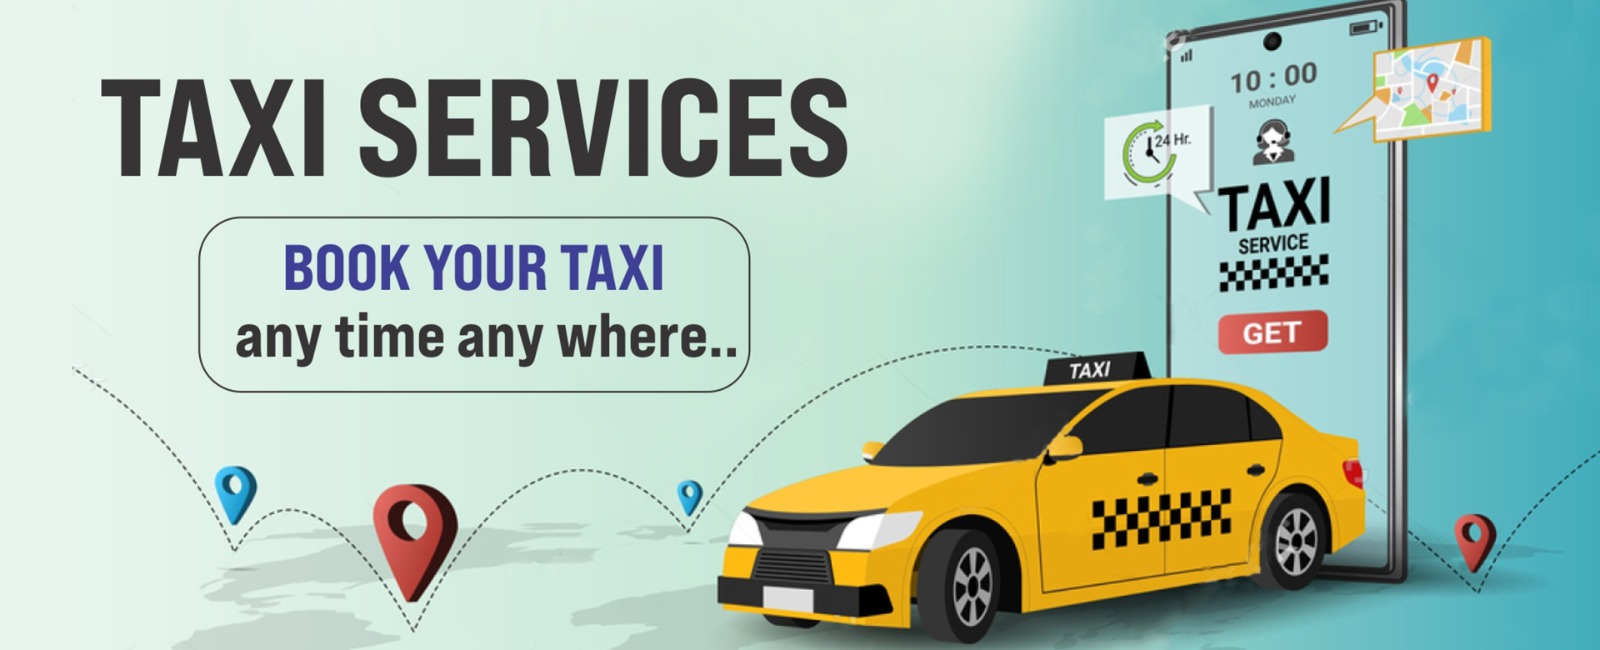 TAXI SERVICES
BOOK YOUR TAXI
any time any where..
10 : 00
MONDAY
24 Hr.
TAXI
SERVICE
GET
TAXI